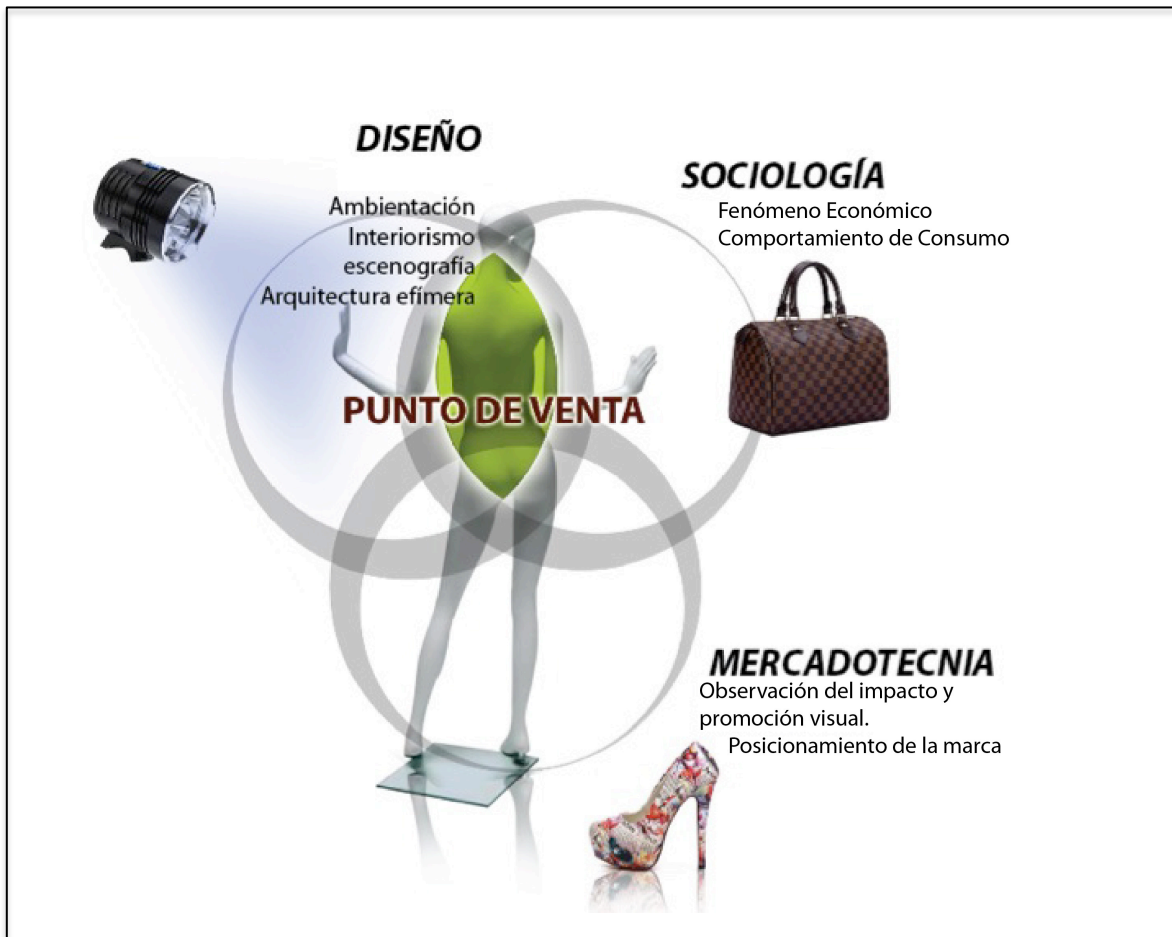 DISEÑO
Ambientación
Interiorismo
escenografía
Arquitectura efímera
SOCIOLOGÍA
Fenómeno Económico
Comportamiento de Consumo
PUNTO DE VENTA
MERCADOTECNIA
Observación del impacto y
promoción visual.
Posicionamiento de la marca